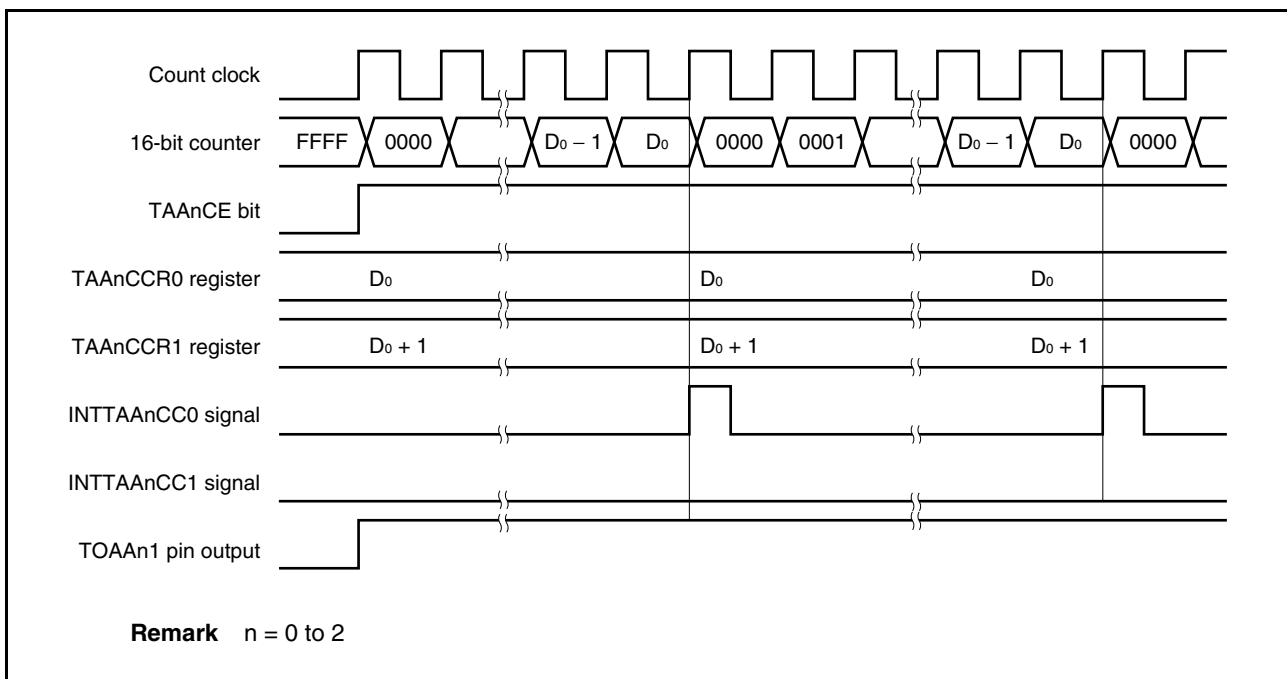 Count clock
16-bit counter FFFF 0000 D₀ – 1 D₀ 0000 0001 D₀ – 1 D₀ 0000
TAAnCE bit
TAAnCCR0 register D₀ D₀ D₀
TAAnCCR1 register D₀ + 1 D₀ + 1 D₀ + 1
INTTAAnCC0 signal
INTTAAnCC1 signal
TOAAn1 pin output
Remark n = 0 to 2